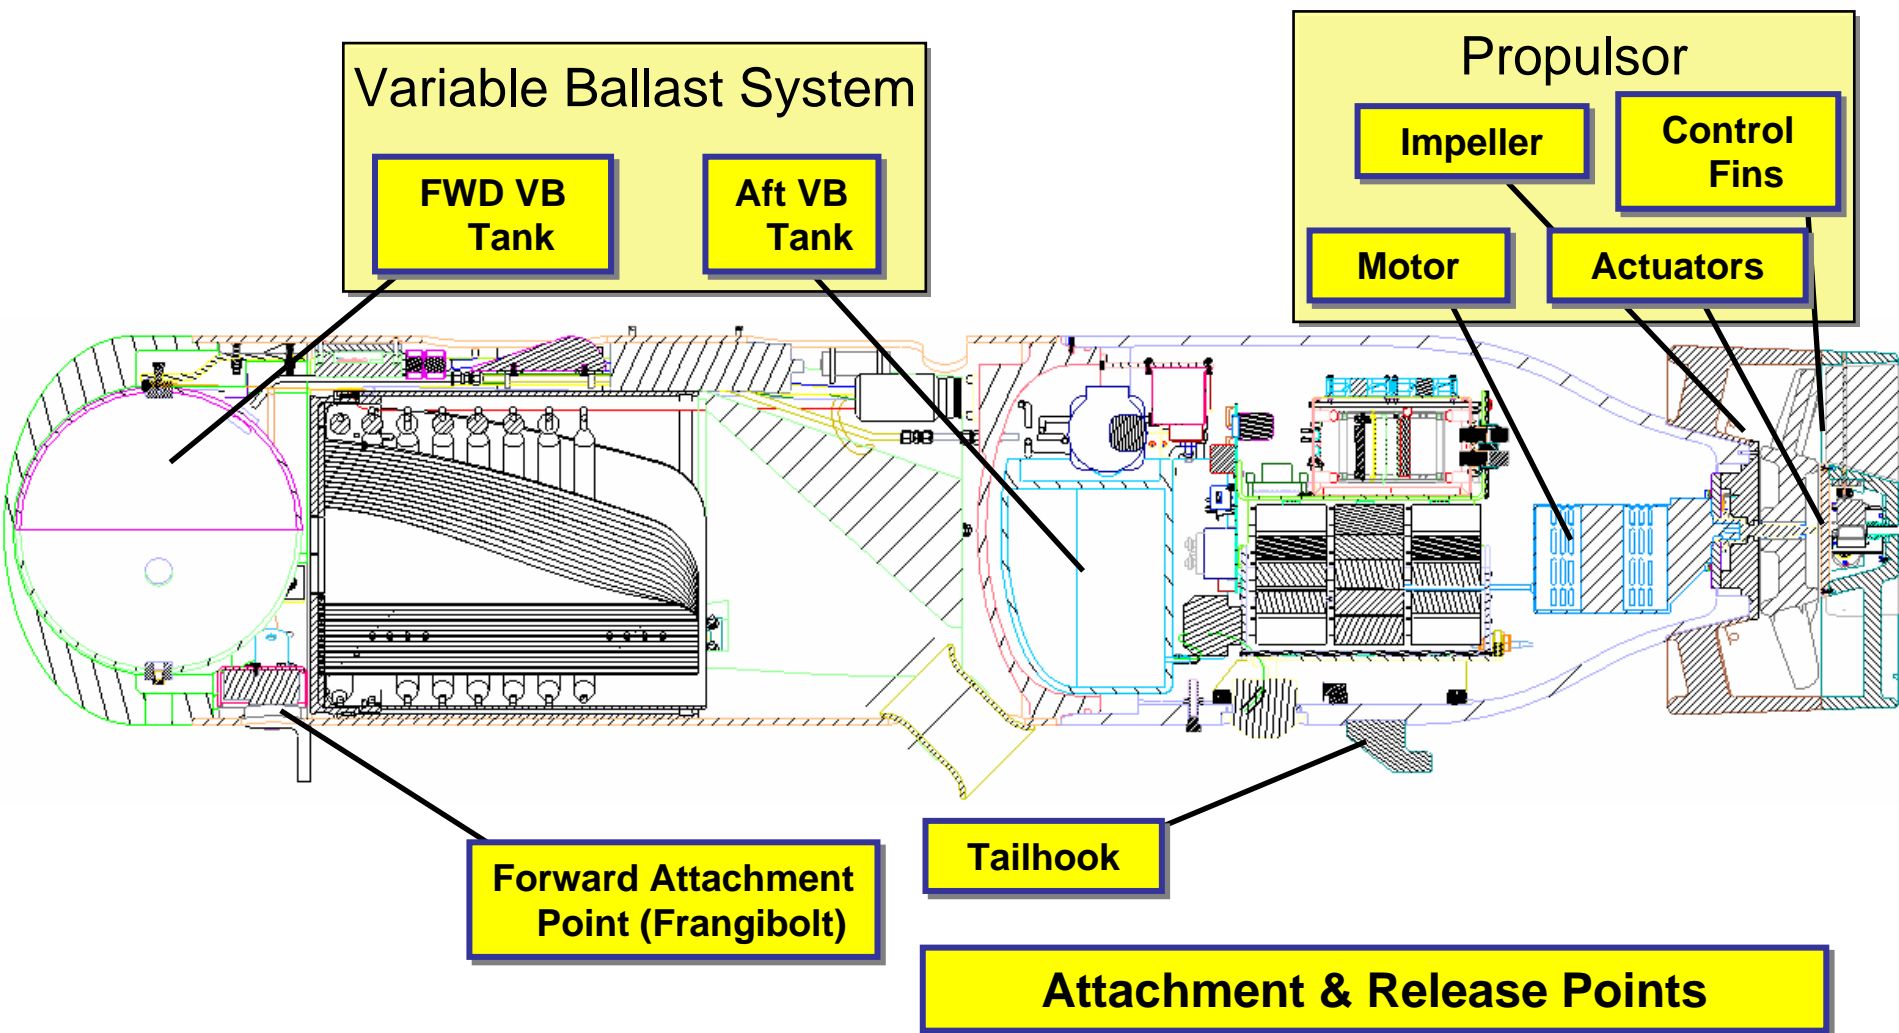 Variable Ballast System
FWD VB
Tank
Aft VB
Tank
Propulsor
Impeller
Control
Fins
Motor
Actuators
Forward Attachment
Point (Frangibolt)
Tailhook
Attachment & Release Points